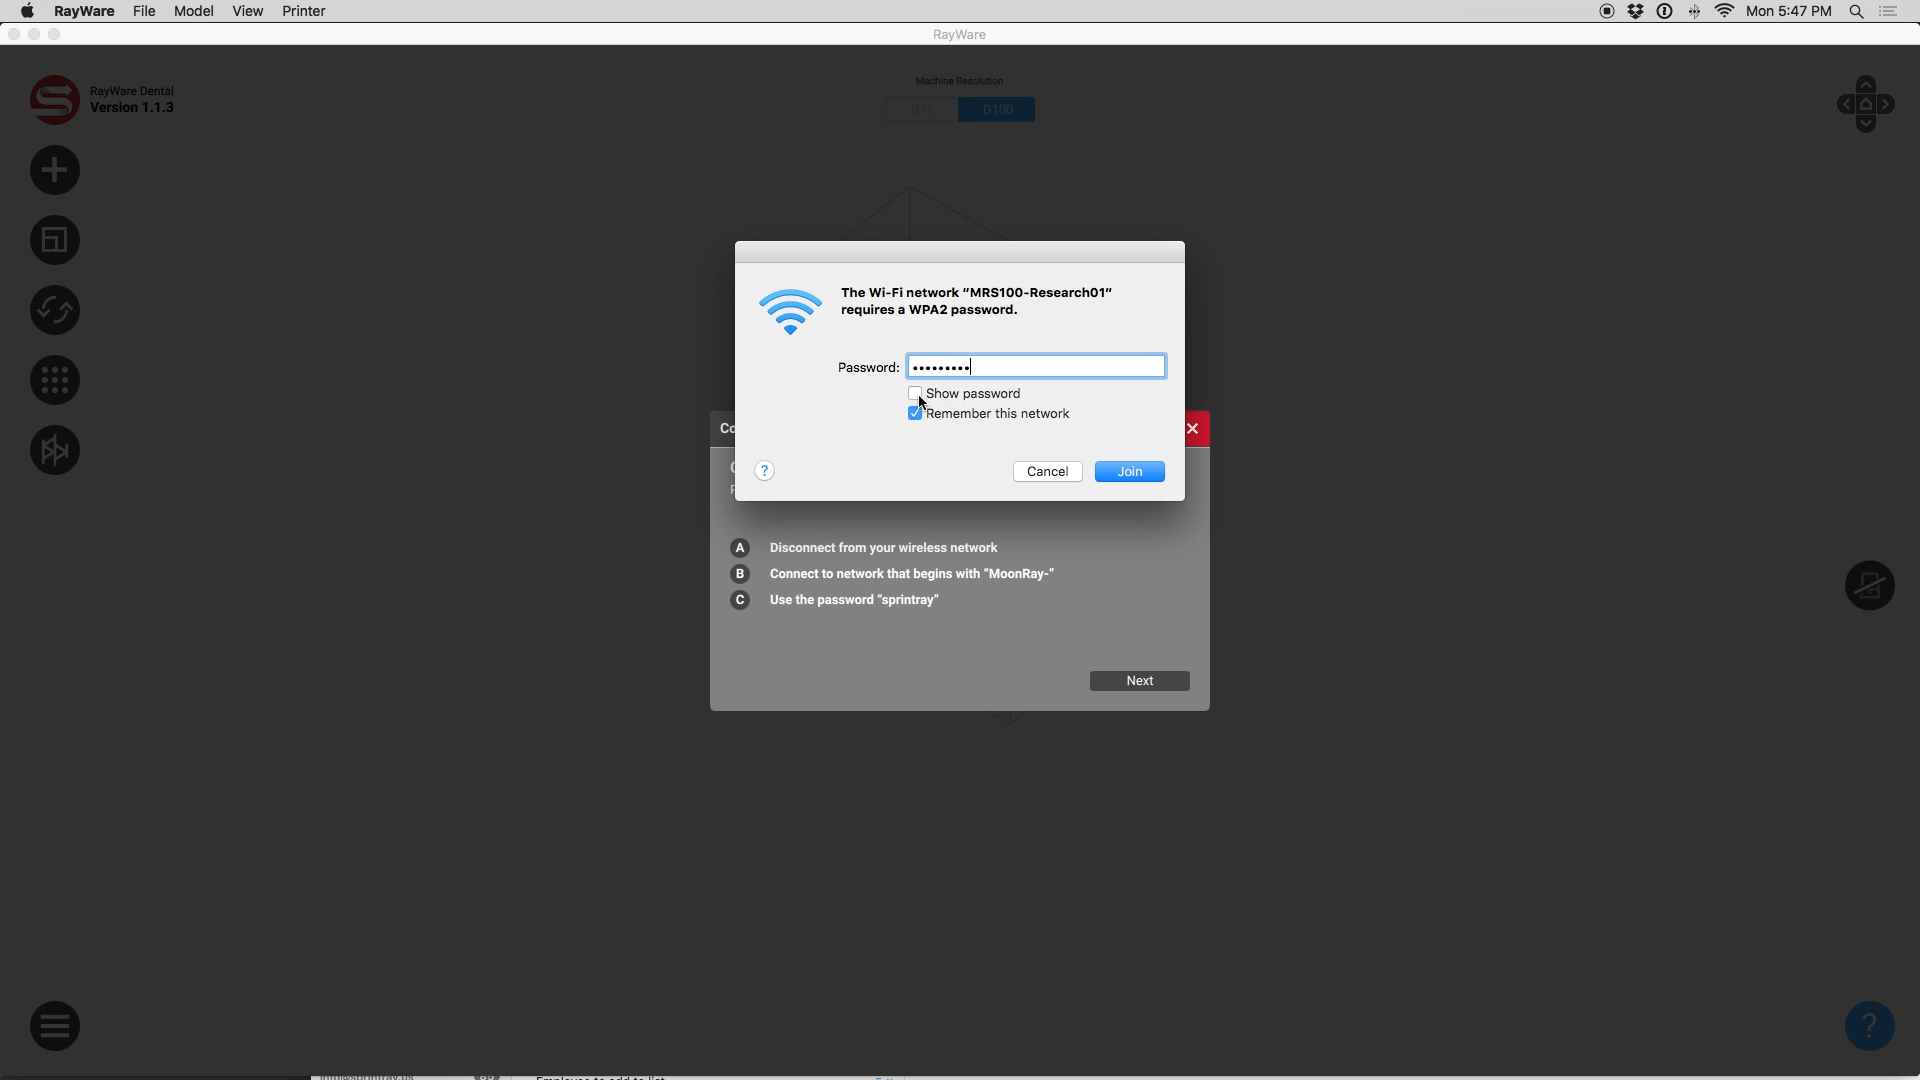 RayWare File Model View Printer Mon 5:47 PM
RayWare
RayWare Dental
Version 1.1.3
Machine Resolution
D75 D100
The Wi-Fi network “MRS100-Research01”
requires a WPA2 password.
Password: •••••••••
Show password
Remember this network
? Cancel Join
A Disconnect from your wireless network
B Connect to network that begins with “MoonRay-”
C Use the password “sprintray”
Next
?